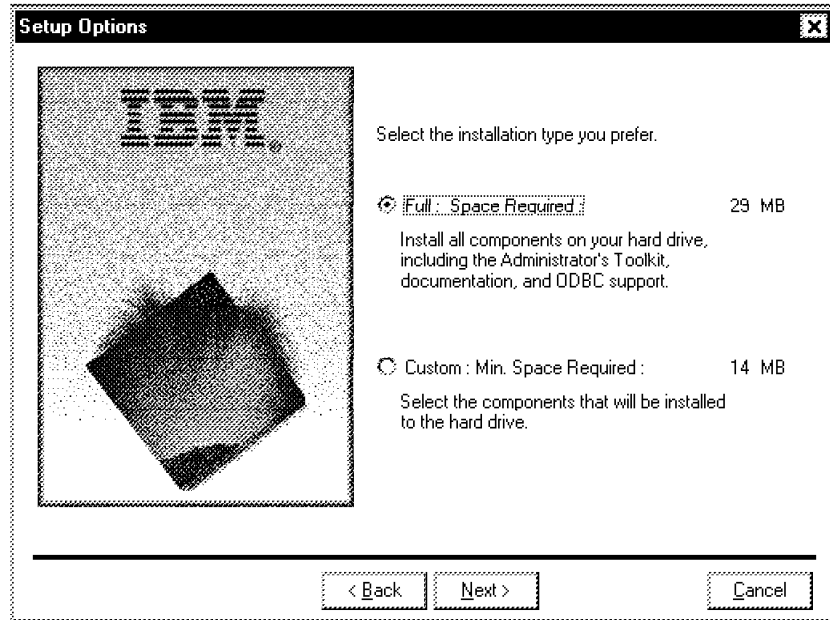 Setup Options
IBM®
Select the installation type you prefer.
Full : Space Required : 29 MB
Install all components on your hard drive,
including the Administrator's Toolkit,
documentation, and ODBC support.
Custom : Min. Space Required : 14 MB
Select the components that will be installed
to the hard drive.
< Back
Next >
Cancel